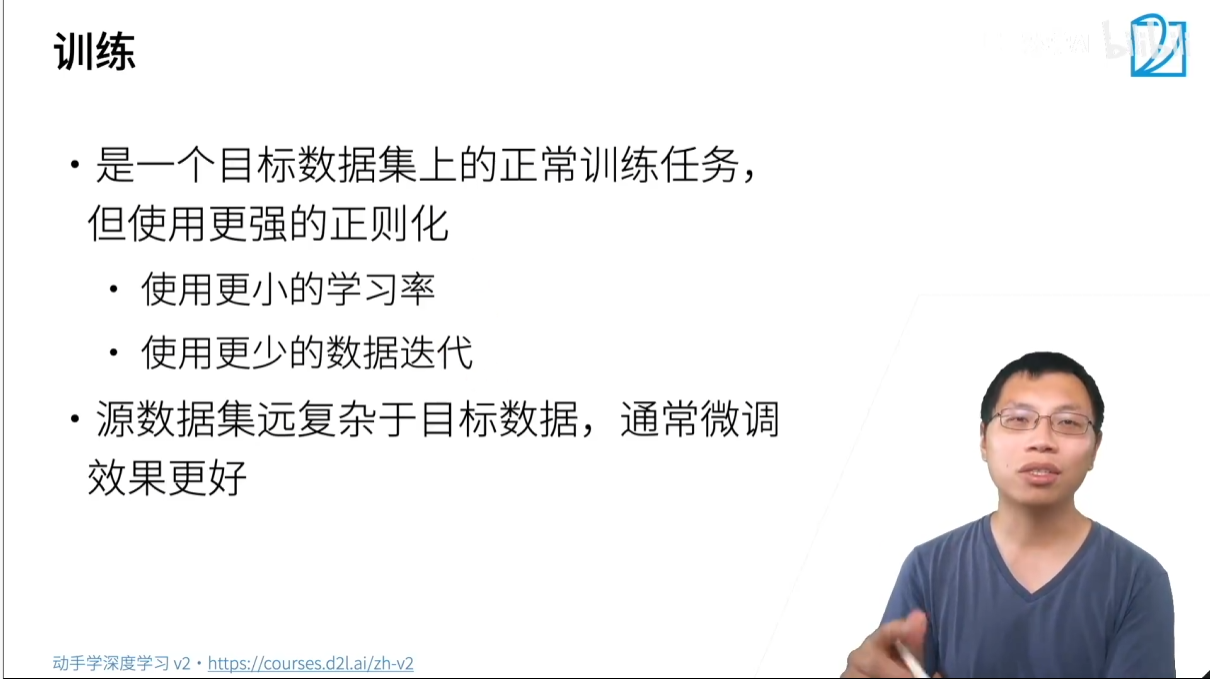 训练
• 是一个目标数据集上的正常训练任务，
但使用更强的正则化
• 使用更小的学习率
• 使用更少的数据迭代
• 源数据集远复杂于目标数据，通常微调
效果更好
动手学深度学习 v2 • https://courses.d2l.ai/zh-v2